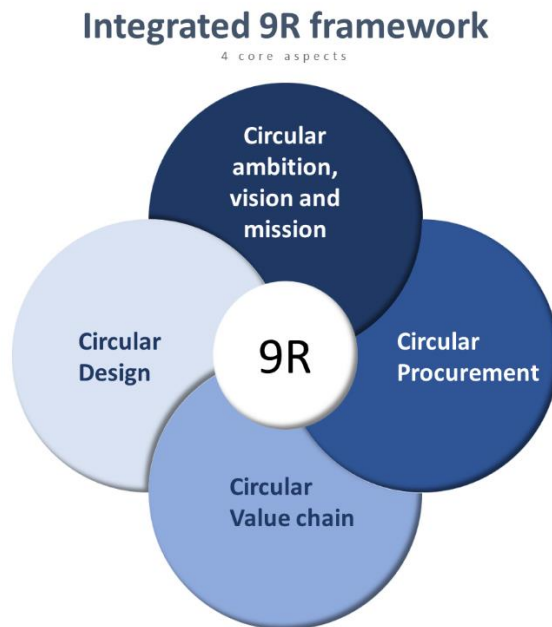 Integrated 9R framework
4 core aspects
Circular
ambition,
vision and
mission
Circular
Design
9R
Circular
Procurement
Circular
Value chain